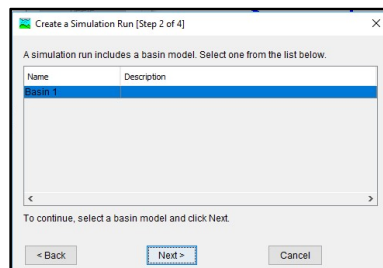 Create a Simulation Run [Step 2 of 4]
A simulation run includes a basin model. Select one from the list below.
Name Description
Basin 1
To continue, select a basin model and click Next.
< Back Next > Cancel